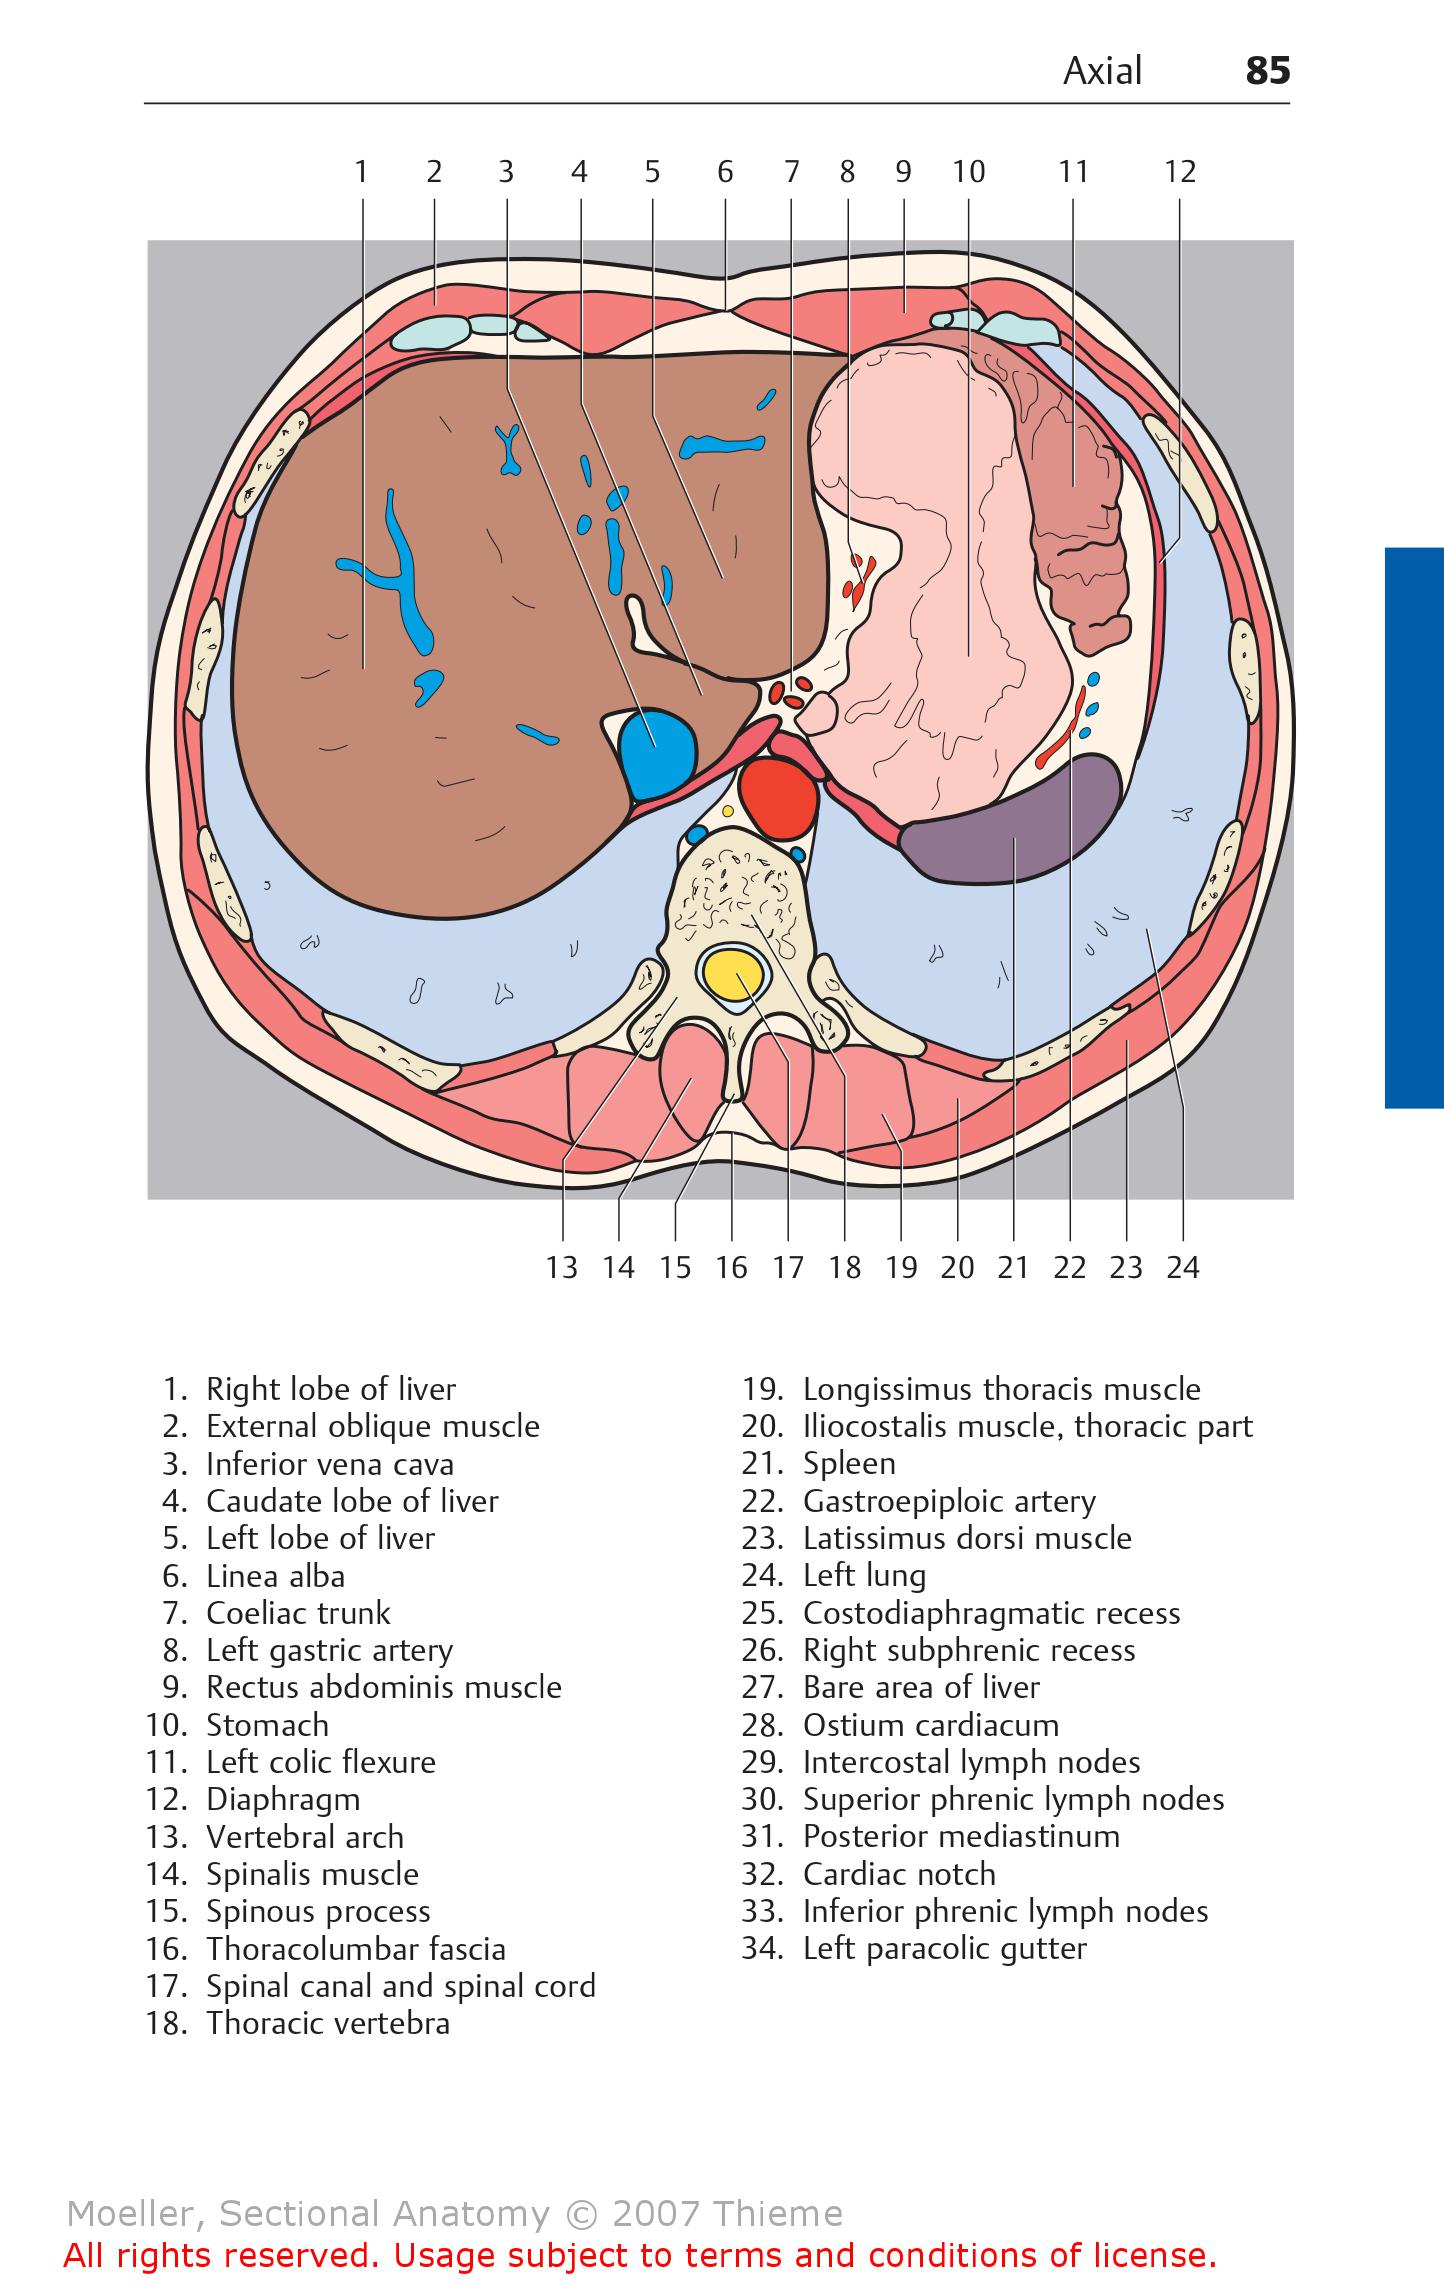 Axial 85
1 2 3 4 5 6 7 8 9 10 11 12
13 14 15 16 17 18 19 20 21 22 23 24
1. Right lobe of liver
2. External oblique muscle
3. Inferior vena cava
4. Caudate lobe of liver
5. Left lobe of liver
6. Linea alba
7. Coeliac trunk
8. Left gastric artery
9. Rectus abdominis muscle
10. Stomach
11. Left colic flexure
12. Diaphragm
13. Vertebral arch
14. Spinalis muscle
15. Spinous process
16. Thoracolumbar fascia
17. Spinal canal and spinal cord
18. Thoracic vertebra
19. Longissimus thoracis muscle
20. Iliocostalis muscle, thoracic part
21. Spleen
22. Gastroepiploic artery
23. Latissimus dorsi muscle
24. Left lung
25. Costodiaphragmatic recess
26. Right subphrenic recess
27. Bare area of liver
28. Ostium cardiacum
29. Intercostal lymph nodes
30. Superior phrenic lymph nodes
31. Posterior mediastinum
32. Cardiac notch
33. Inferior phrenic lymph nodes
34. Left paracolic gutter
Moeller, Sectional Anatomy © 2007 Thieme
All rights reserved. Usage subject to terms and conditions of license.